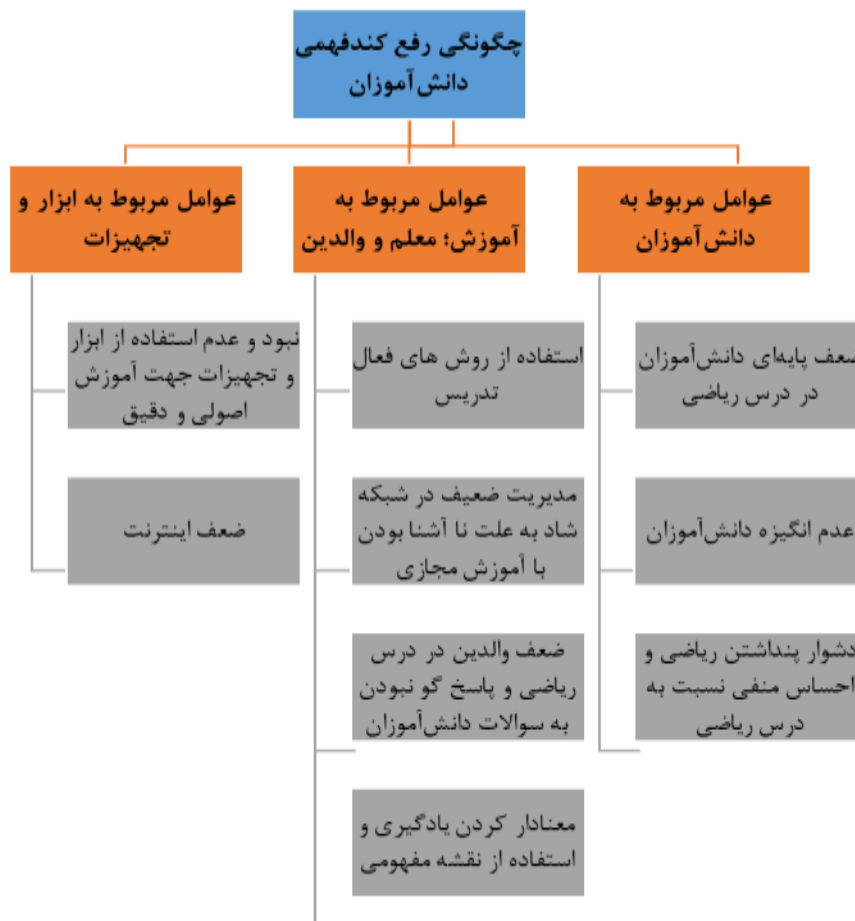 چگونگی رفع کندفهمی
دانش‌آموزان
عوامل مربوط به
دانش‌آموزان
ضعف پایه‌ای دانش‌آموزان
در درس ریاضی
عدم انگیزه دانش‌آموزان
دشوار پنداشتن ریاضی و
احساس منفی نسبت به
درس ریاضی
عوامل مربوط به
آموزش؛ معلم و والدین
استفاده از روش های فعال
تدریس
مدیریت ضعیف در شبکه
شاد به علت نا آشنا بودن
با آموزش مجازی
ضعف والدین در درس
ریاضی و پاسخ گو نبودن
به سوالات دانش‌آموزان
معنادار کردن یادگیری و
استفاده از نقشه مفهومی
عوامل مربوط به ابزار و
تجهیزات
نبود و عدم استفاده از ابزار
و تجهیزات جهت آموزش
اصولی و دقیق
ضعف اینترنت